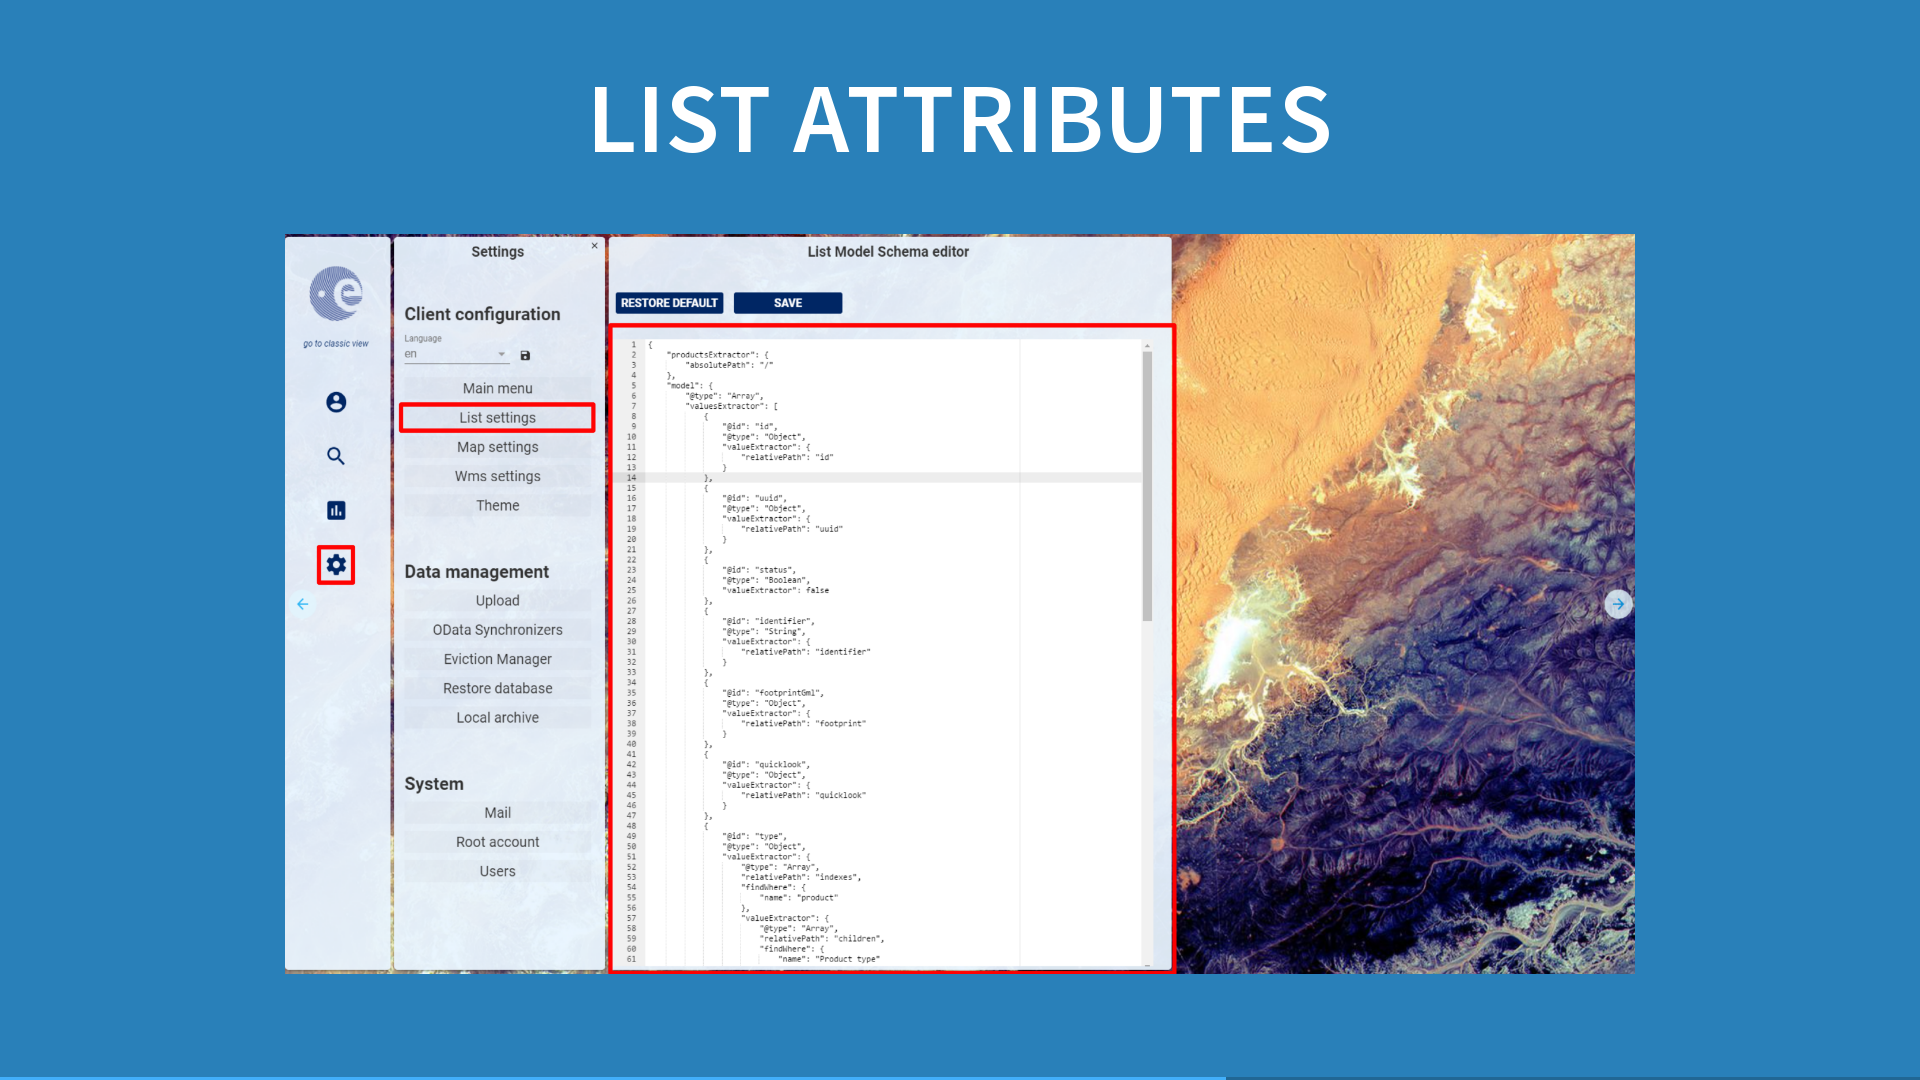 LIST ATTRIBUTES
go to classic view
Settings
×
Client configuration
Language
en
Main menu
List settings
Map settings
Wms settings
Theme
Data management
Upload
OData Synchronizers
Eviction Manager
Restore database
Local archive
System
Mail
Root account
Users
List Model Schema editor
RESTORE DEFAULT SAVE
1 {
2 "productsExtractor": {
3 "absolutePath": "/"
4 },
5 "model": {
6 "@type": "Array",
7 "valuesExtractor": [
8 {
9 "@id": "id",
10 "@type": "Object",
11 "valueExtractor": {
12 "relativePath": "id"
13 }
14 },
15 {
16 "@id": "uuid",
17 "@type": "Object",
18 "valueExtractor": {
19 "relativePath": "uuid"
20 }
21 },
22 {
23 "@id": "status",
24 "@type": "Boolean",
25 "valueExtractor": false
26 },
27 {
28 "@id": "identifier",
29 "@type": "String",
30 "valueExtractor": {
31 "relativePath": "identifier"
32 }
33 },
34 {
35 "@id": "footprintGml",
36 "@type": "Object",
37 "valueExtractor": {
38 "relativePath": "footprint"
39 }
40 },
41 {
42 "@id": "quicklook",
43 "@type": "Object",
44 "valueExtractor": {
45 "relativePath": "quicklook"
46 }
47 },
48 {
49 "@id": "type",
50 "@type": "Object",
51 "valueExtractor": {
52 "@type": "Array",
53 "relativePath": "indexes",
54 "findWhere": {
55 "name": "product"
56 },
57 "valueExtractor": {
58 "@type": "Array",
59 "relativePath": "children",
60 "findWhere": {
61 "name": "Product type"